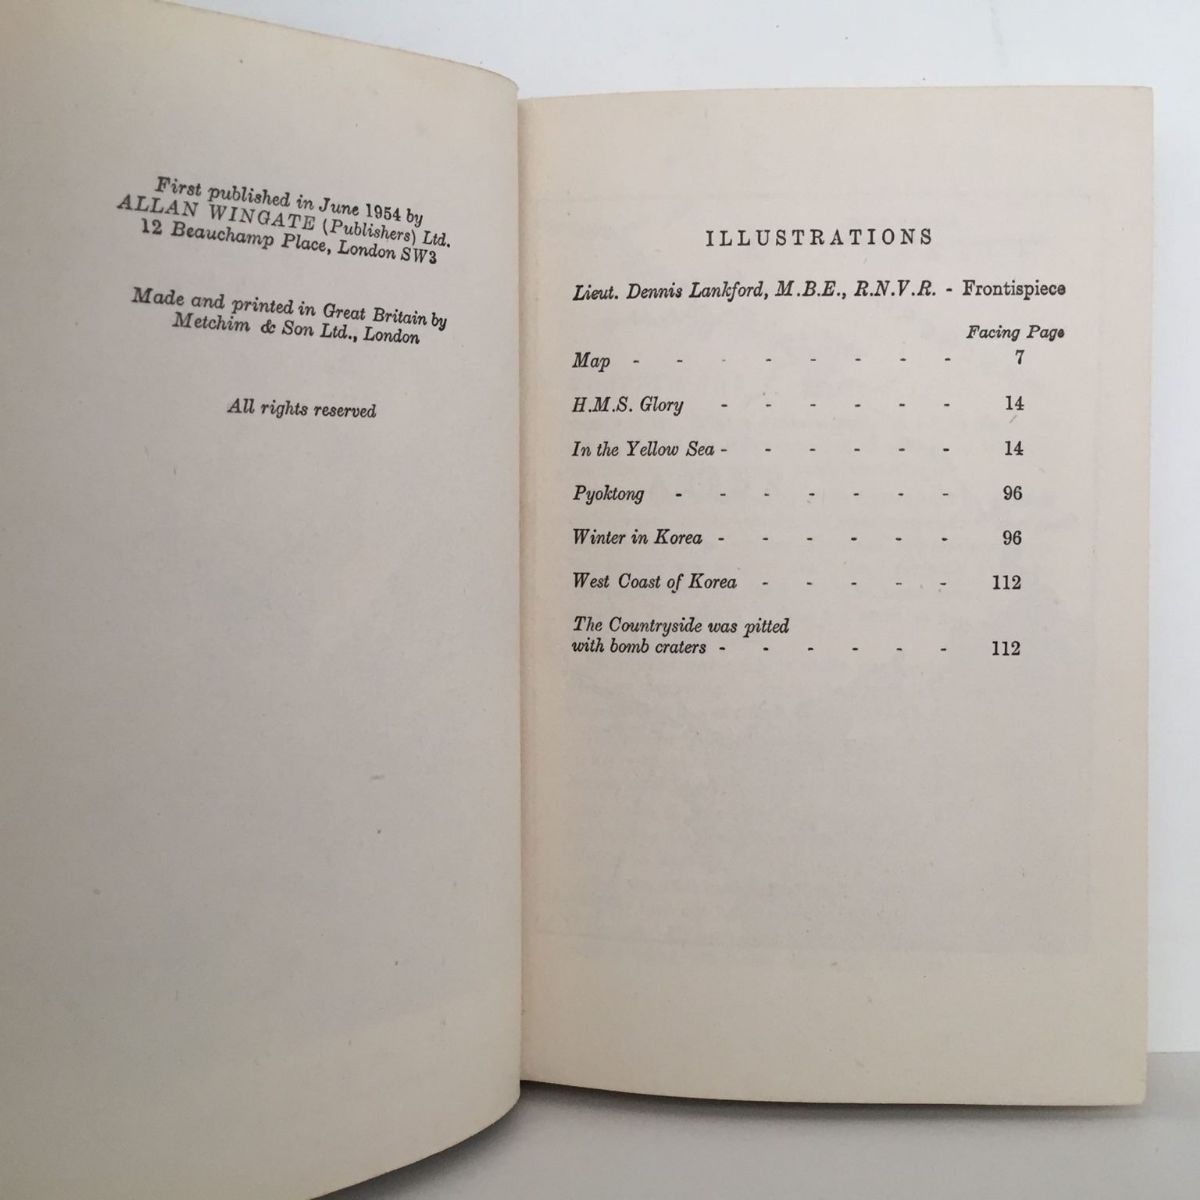 First published in June 1954 by
ALLAN WINGATE (Publishers) Ltd.
12 Beauchamp Place, London SW3
Made and printed in Great Britain by
Metchim & Son Ltd., London
All rights reserved
ILLUSTRATIONS
Lieut. Dennis Lankford, M.B.E., R.N.V.R. - Frontispiece
Facing Page
Map - - - - - - - - 7
H.M.S. Glory - - - - - - 14
In the Yellow Sea - - - - - - 14
Pyoktong - - - - - - - 96
Winter in Korea - - - - - - 96
West Coast of Korea - - - - - 112
The Countryside was pitted
with bomb craters - - - - - - 112